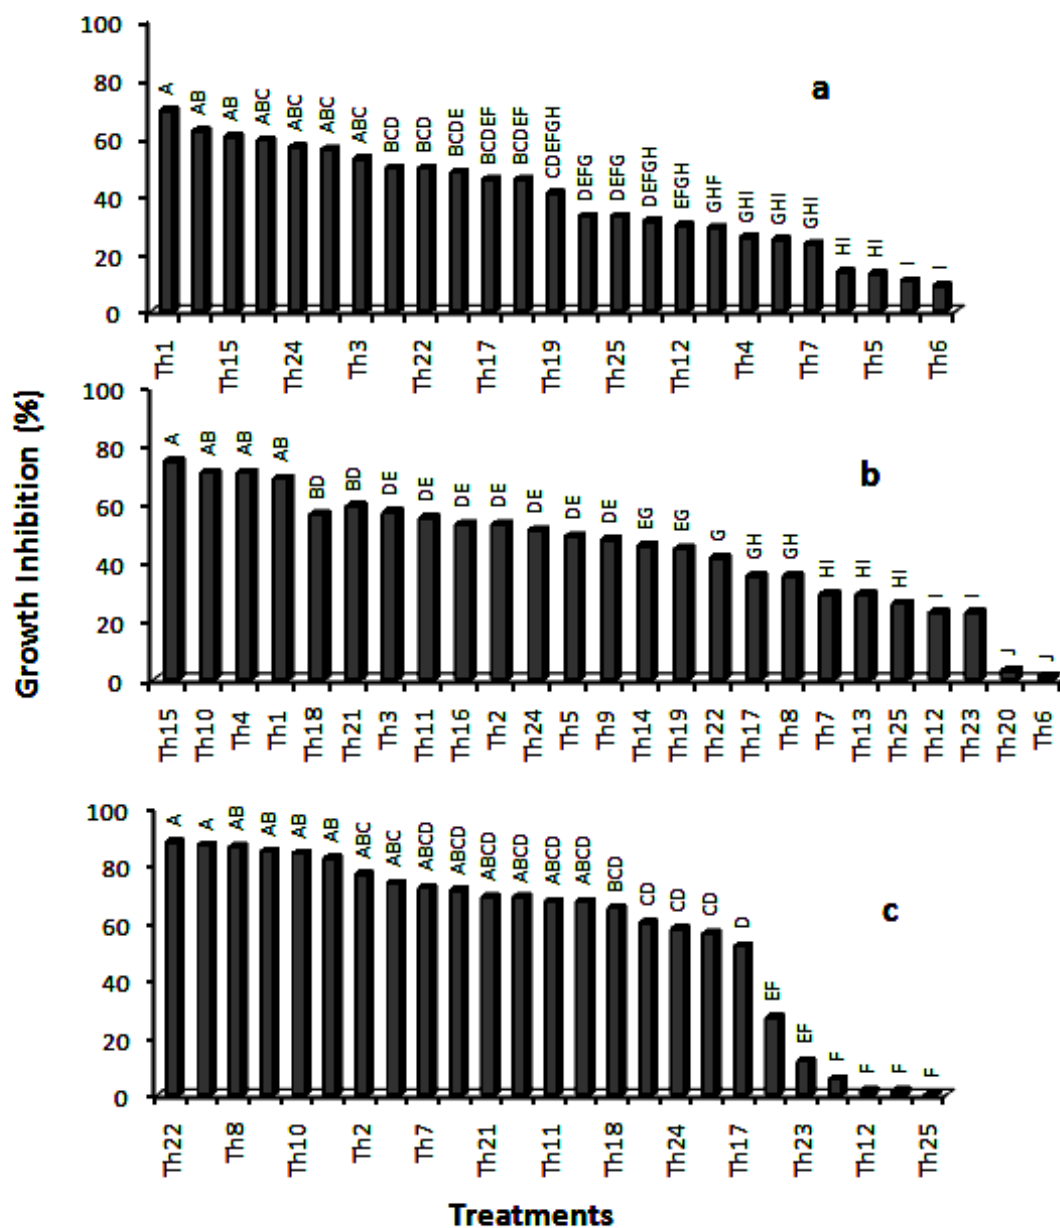 Growth Inhibition (%)
a
100
80
60
40
20
0
A AB AB ABC ABC ABC ABC BCD BCD BCDE BCDEF BCDEF CDEFGH DEFG DEFG DEFGH EFGH GHF GHI GHI GHI HI HI I I
Th1 Th15 Th24 Th3 Th22 Th17 Th19 Th25 Th12 Th4 Th7 Th5 Th6
b
100
80
60
40
20
0
A AB AB AB BD BD DE DE DE DE DE DE DE EG EG G GH GH HI HI HI I I J J
Th15 Th10 Th4 Th1 Th18 Th21 Th3 Th11 Th16 Th2 Th24 Th5 Th9 Th14 Th19 Th22 Th17 Th8 Th7 Th13 Th25 Th12 Th23 Th20 Th6
c
100
80
60
40
20
0
A A AB AB AB AB ABC ABC ABCD ABCD ABCD ABCD ABCD ABCD BCD CD CD CD D EF EF F F F F
Th22 Th8 Th10 Th2 Th7 Th21 Th11 Th18 Th24 Th17 Th23 Th12 Th25
Treatments